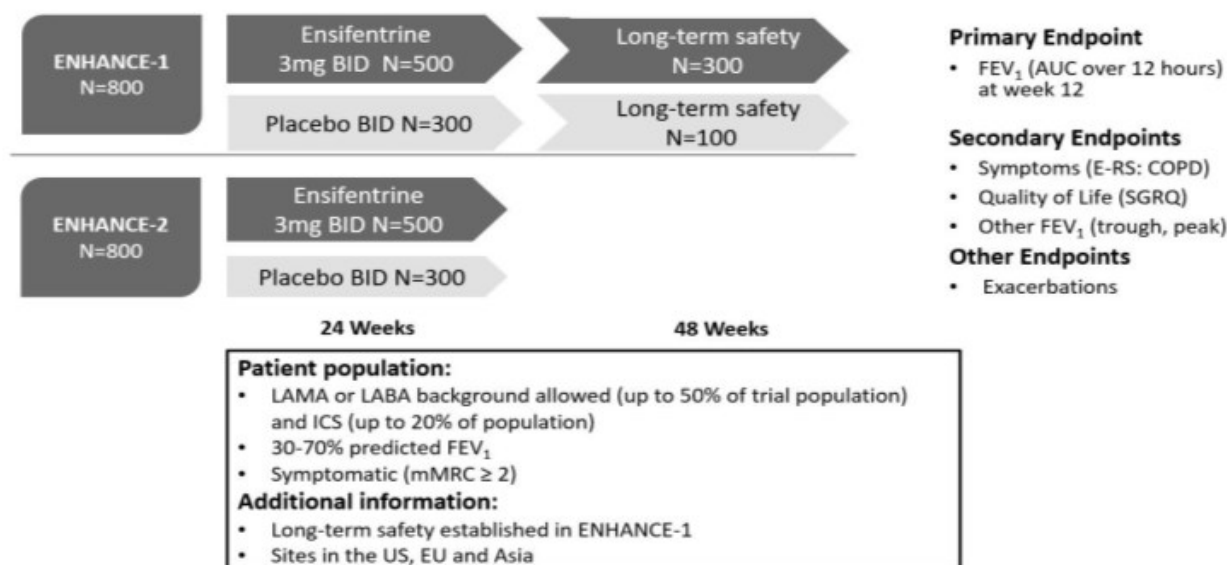 ENHANCE-1
N=800
Ensifentrine
3mg BID N=500
Long-term safety
N=300
Placebo BID N=300
Long-term safety
N=100
ENHANCE-2
N=800
Ensifentrine
3mg BID N=500
Placebo BID N=300
24 Weeks
48 Weeks
Primary Endpoint
• FEV₁ (AUC over 12 hours)
at week 12
Secondary Endpoints
• Symptoms (E-RS: COPD)
• Quality of Life (SGRQ)
• Other FEV₁ (trough, peak)
Other Endpoints
• Exacerbations
Patient population:
• LAMA or LABA background allowed (up to 50% of trial population)
and ICS (up to 20% of population)
• 30-70% predicted FEV₁
• Symptomatic (mMRC ≥ 2)
Additional information:
• Long-term safety established in ENHANCE-1
• Sites in the US, EU and Asia